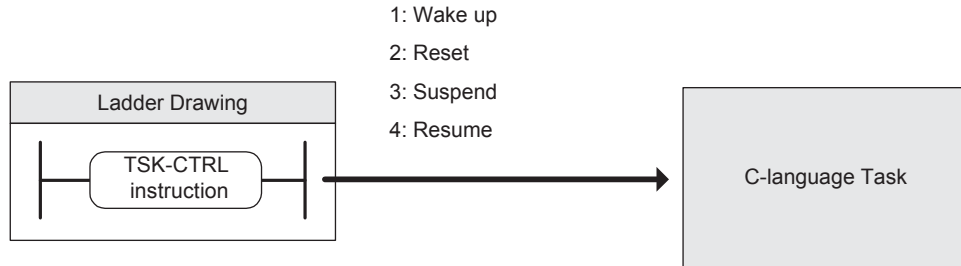 1: Wake up
2: Reset
3: Suspend
4: Resume
Ladder Drawing
TSK-CTRL
instruction
C-language Task